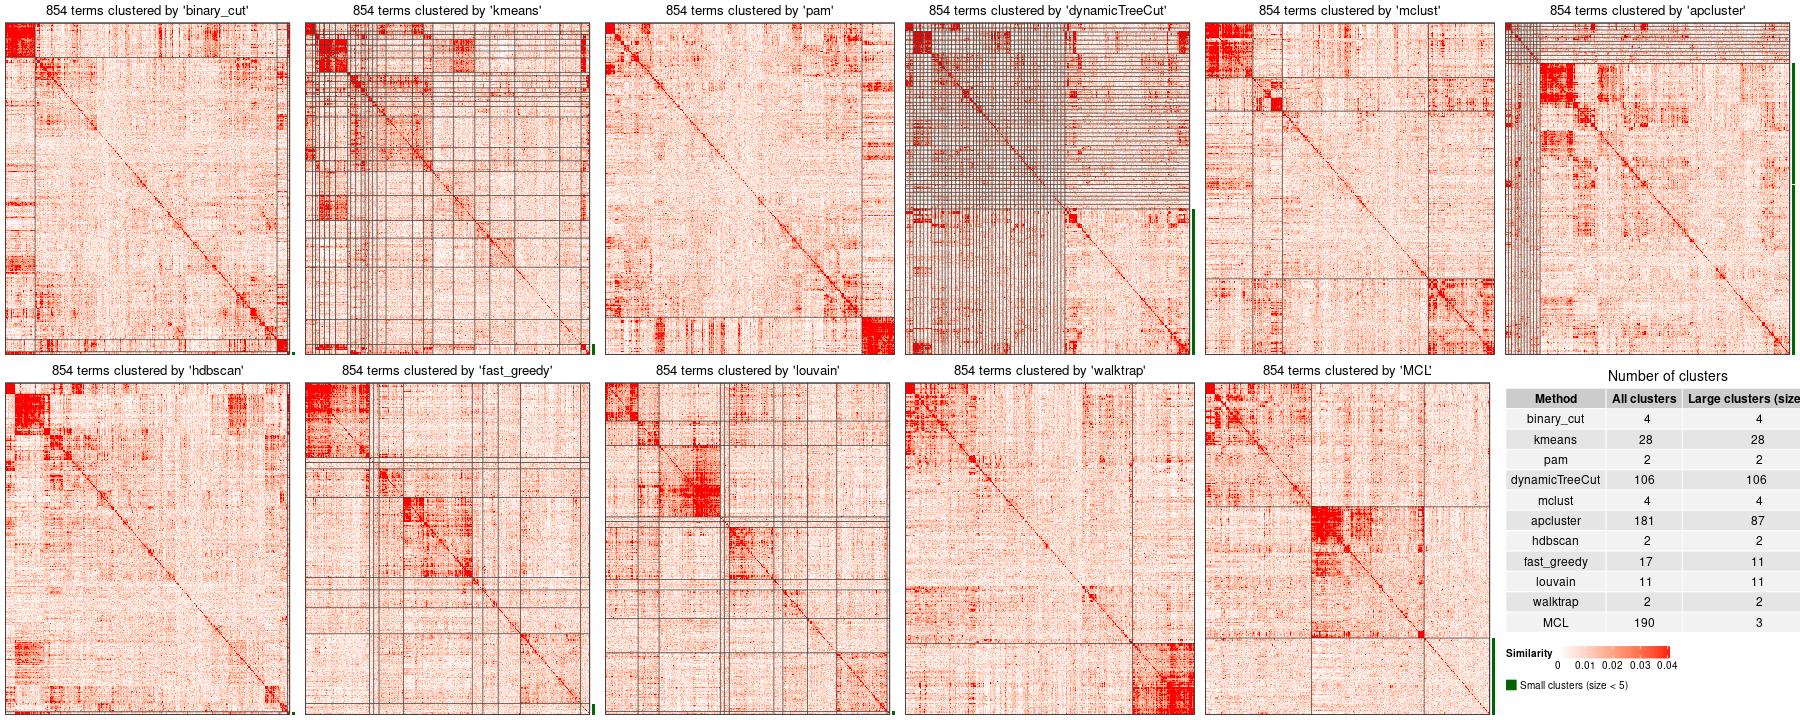 854 terms clustered by 'binary_cut'
854 terms clustered by 'kmeans'
854 terms clustered by 'pam'
854 terms clustered by 'dynamicTreeCut'
854 terms clustered by 'mclust'
854 terms clustered by 'apcluster'
854 terms clustered by 'hdbscan'
854 terms clustered by 'fast_greedy'
854 terms clustered by 'louvain'
854 terms clustered by 'walktrap'
854 terms clustered by 'MCL'
Number of clusters
Method All clusters Large clusters (size
binary_cut 4 4
kmeans 28 28
pam 2 2
dynamicTreeCut 106 106
mclust 4 4
apcluster 181 87
hdbscan 2 2
fast_greedy 17 11
louvain 11 11
walktrap 2 2
MCL 190 3
Similarity
0 0.01 0.02 0.03 0.04
Small clusters (size < 5)